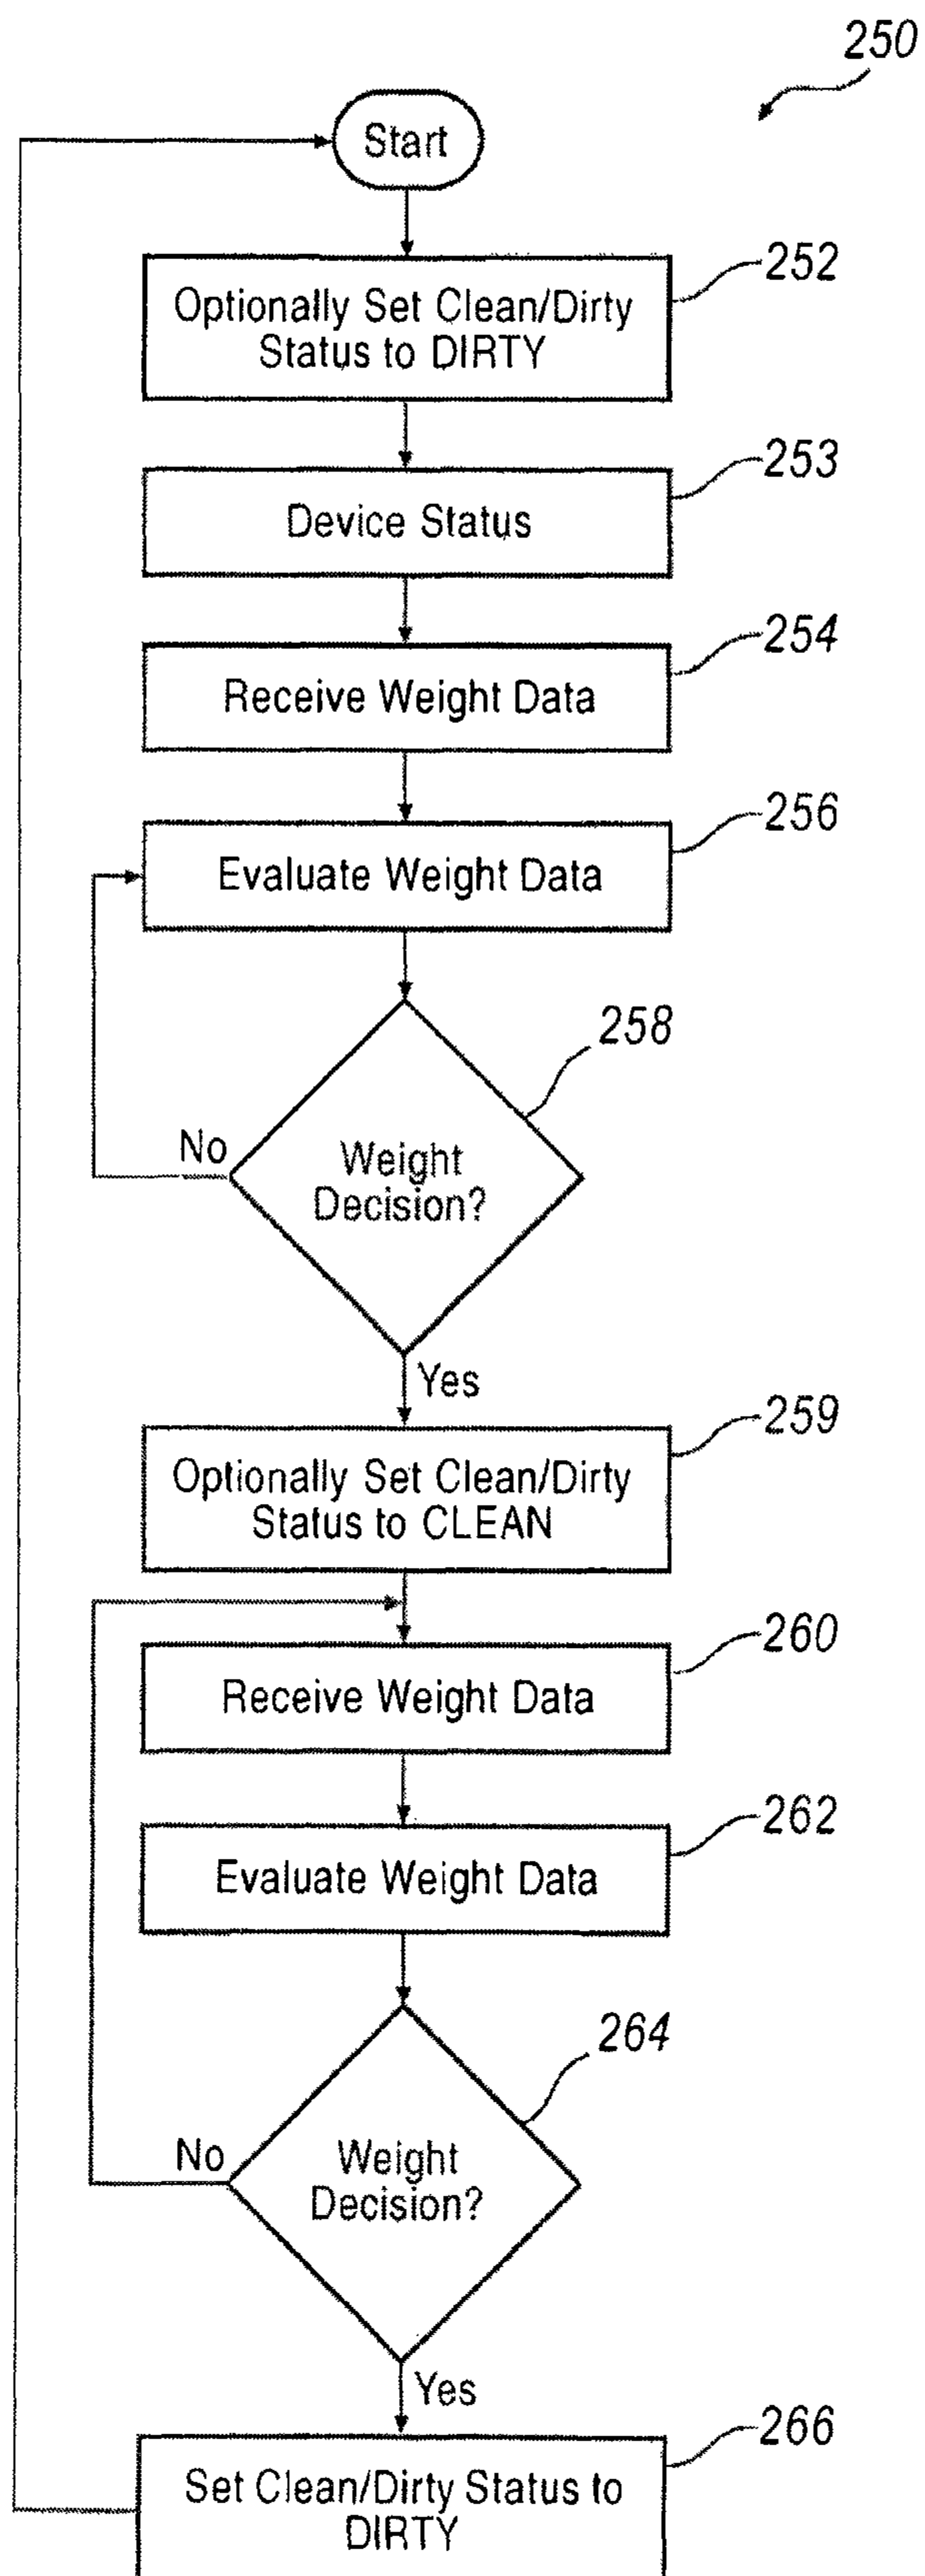 250
Start
252
Optionally Set Clean/Dirty
Status to DIRTY
253
Device Status
254
Receive Weight Data
256
Evaluate Weight Data
258
No
Weight
Decision?
Yes
259
Optionally Set Clean/Dirty
Status to CLEAN
260
Receive Weight Data
262
Evaluate Weight Data
264
No
Weight
Decision?
Yes
266
Set Clean/Dirty Status to
DIRTY